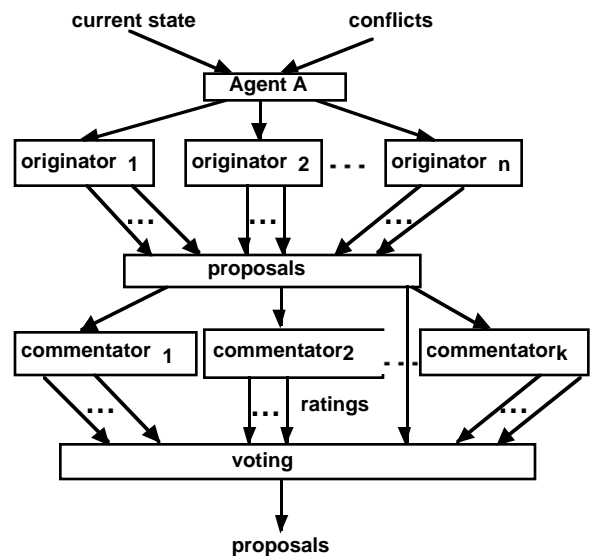 current state conflicts
Agent A
originator 1 originator 2 - - - originator n
... ... ...
proposals
commentator 1 commentator2 - - - commentatork
... ... ratings ...
voting
proposals